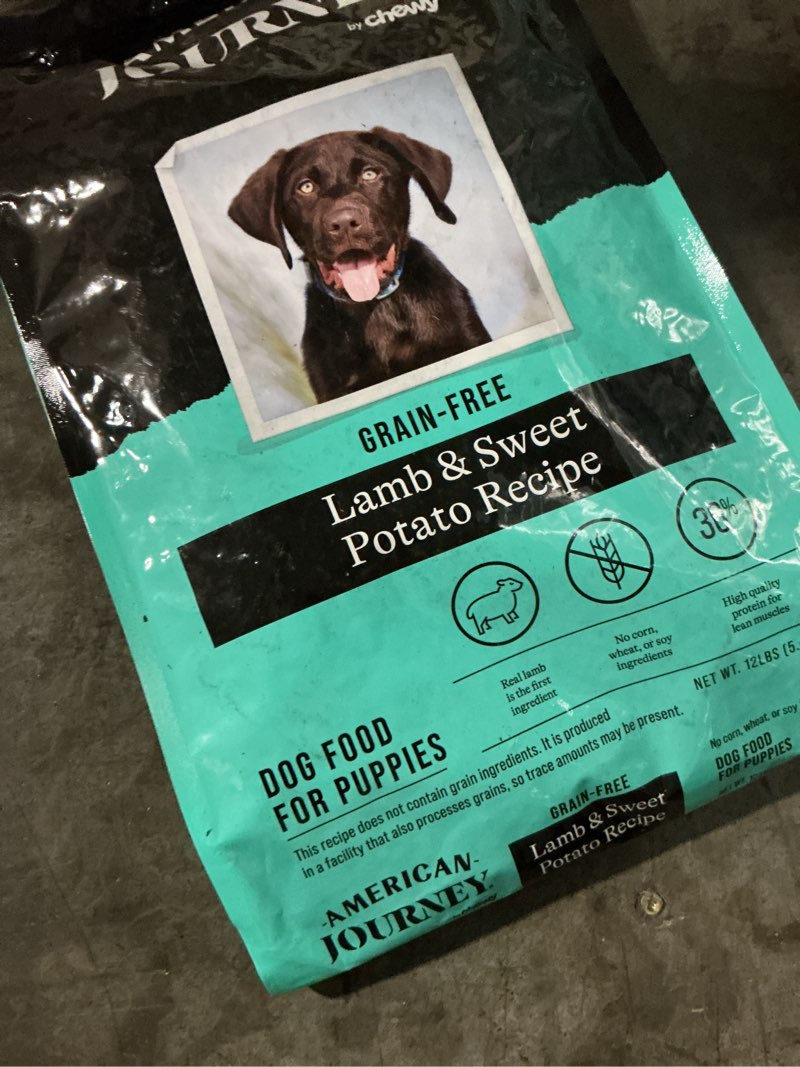 JOURNEY
by chewy
GRAIN-FREE
Lamb & Sweet
Potato Recipe
Real lamb
is the first
ingredient
No corn,
wheat, or soy
ingredients
High quality
protein for
lean muscles
NET WT. 12LBS (5.
DOG FOOD
FOR PUPPIES
This recipe does not contain grain ingredients. It is produced
in a facility that also processes grains, so trace amounts may be present.
No corn, wheat, or soy
DOG FOOD
FOR PUPPIES
GRAIN-FREE
Lamb & Sweet
Potato Recipe
AMERICAN
JOURNEY